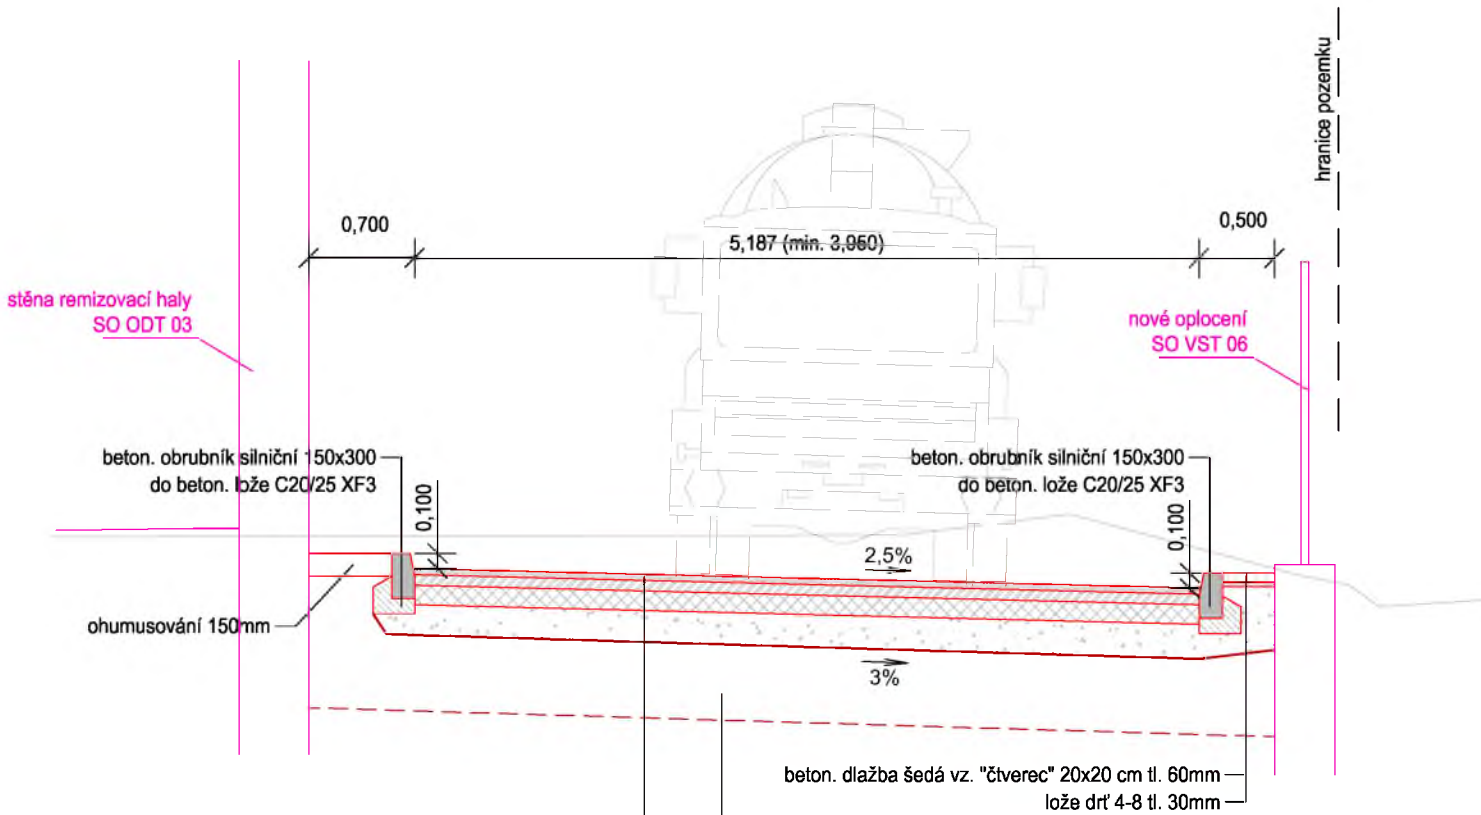 hranice pozemku
0,700
0,500
5,187 (min. 3,950)
stěna remizovací haly
SO ODT 03
nové oplocení
SO VST 06
beton. obrubník silniční 150x300
do beton. lože C20/25 XF3
beton. obrubník silniční 150x300
do beton. lože C20/25 XF3
0,100
0,100
2,5%
ohumusování 150mm
3%
beton. dlažba šedá vz. "čtverec" 20x20 cm tl. 60mm
lože drť 4-8 tl. 30mm